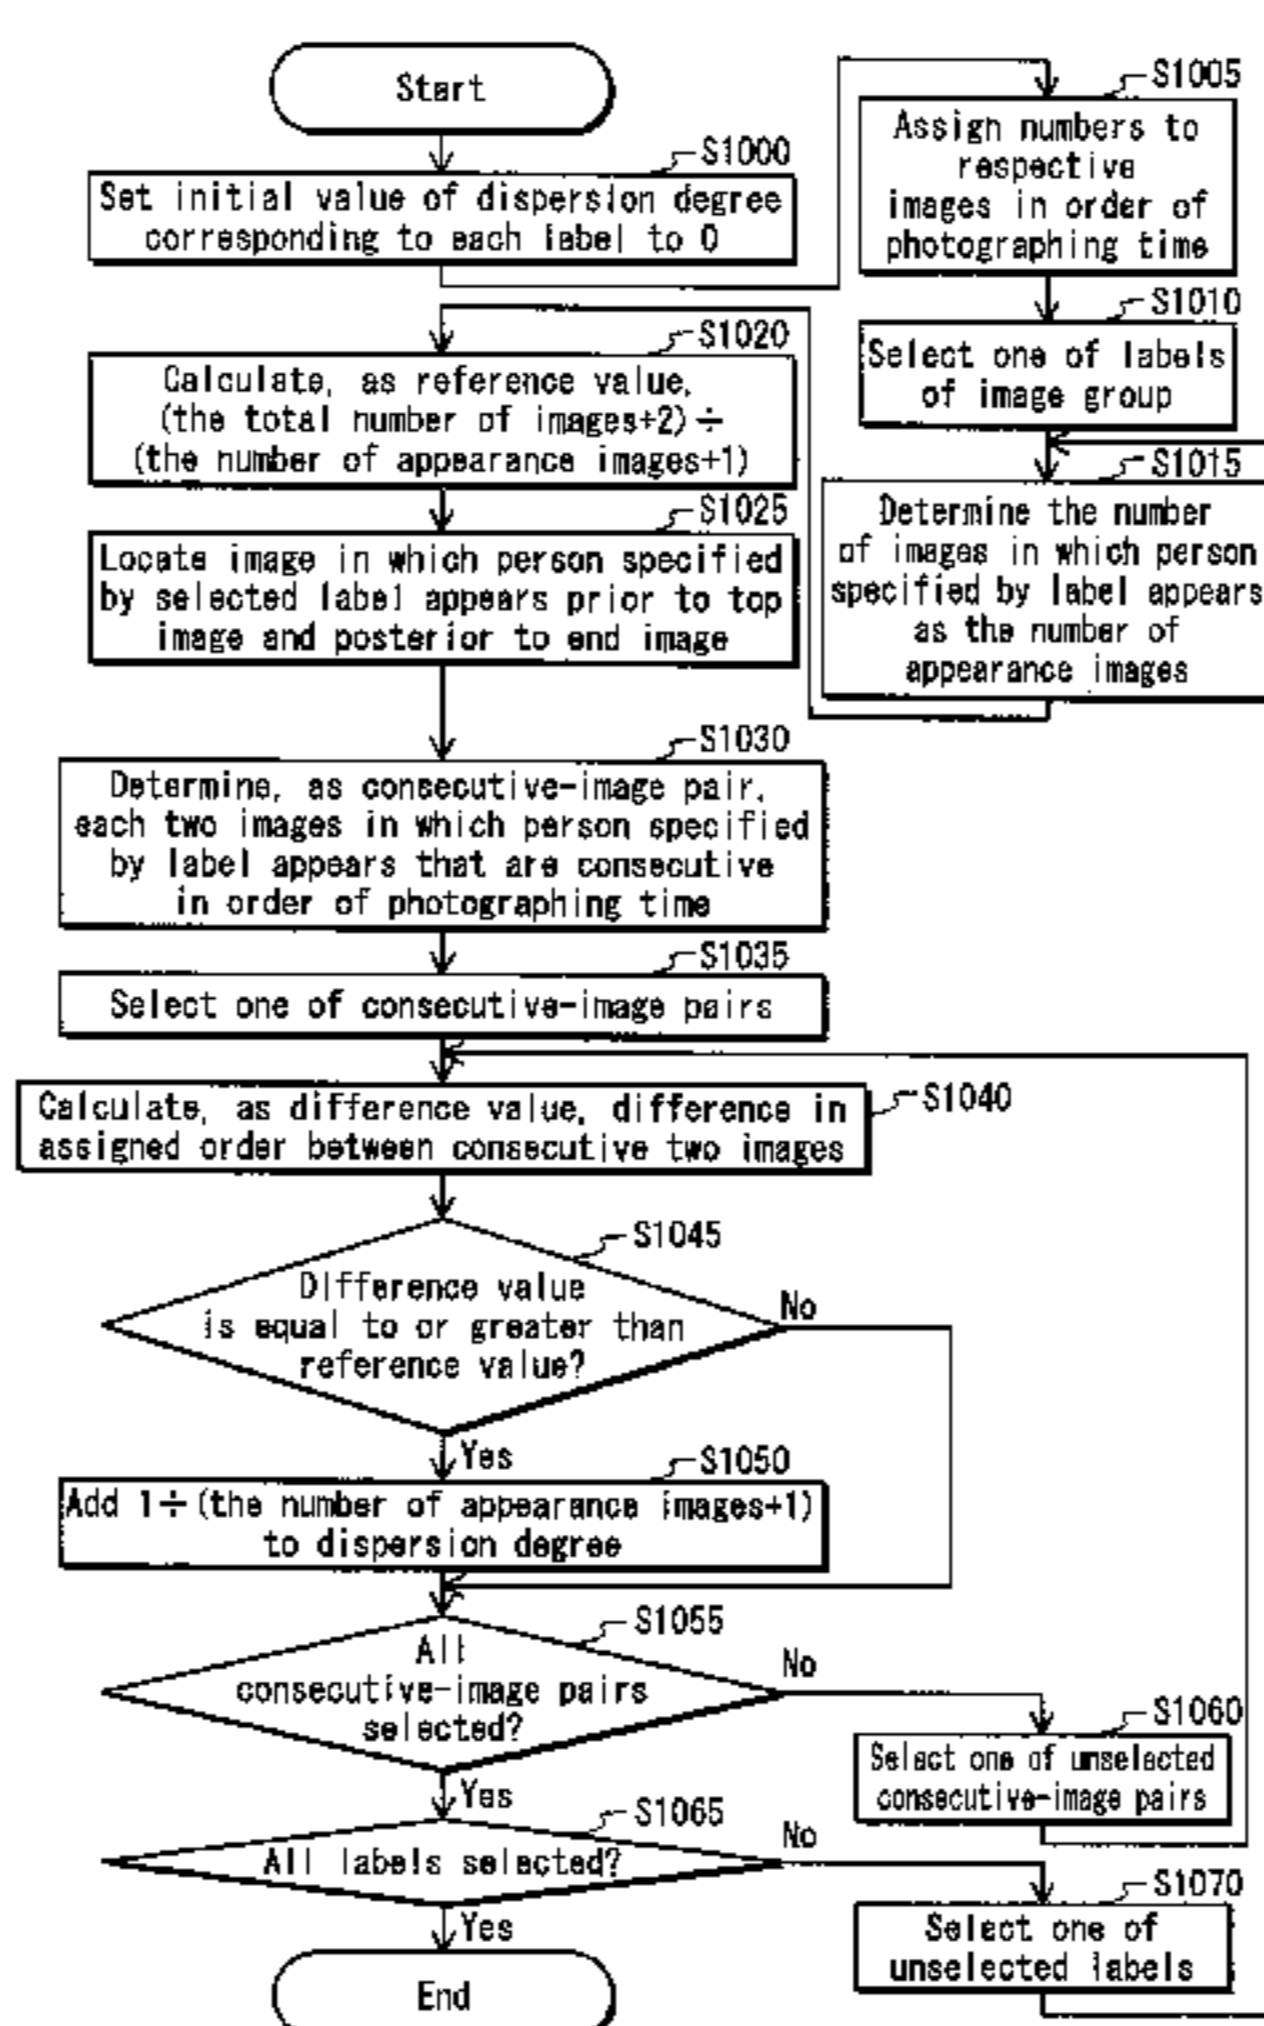 Start
S1000
Set initial value of dispersion degree
corresponding to each label to 0
S1005
Assign numbers to
respective
images in order of
photographing time
S1010
Select one of labels
of image group
S1015
Determine the number
of images in which person
specified by label appears
as the number of
appearance images
S1020
Calculate, as reference value,
(the total number of images+2)÷
(the number of appearance images+1)
S1025
Locate image in which person specified
by selected label appears prior to top
image and posterior to end image
S1030
Determine, as consecutive-image pair,
each two images in which person specified
by label appears that are consecutive
in order of photographing time
S1035
Select one of consecutive-image pairs
S1040
Calculate, as difference value, difference in
assigned order between consecutive two images
S1045
Difference value
is equal to or greater than
reference value?
No
Yes
S1050
Add 1÷(the number of appearance images+1)
to dispersion degree
S1055
All
consecutive-image pairs
selected?
No
S1060
Select one of unselected
consecutive-image pairs
Yes
S1065
All labels selected?
No
S1070
Select one of
unselected labels
Yes
End